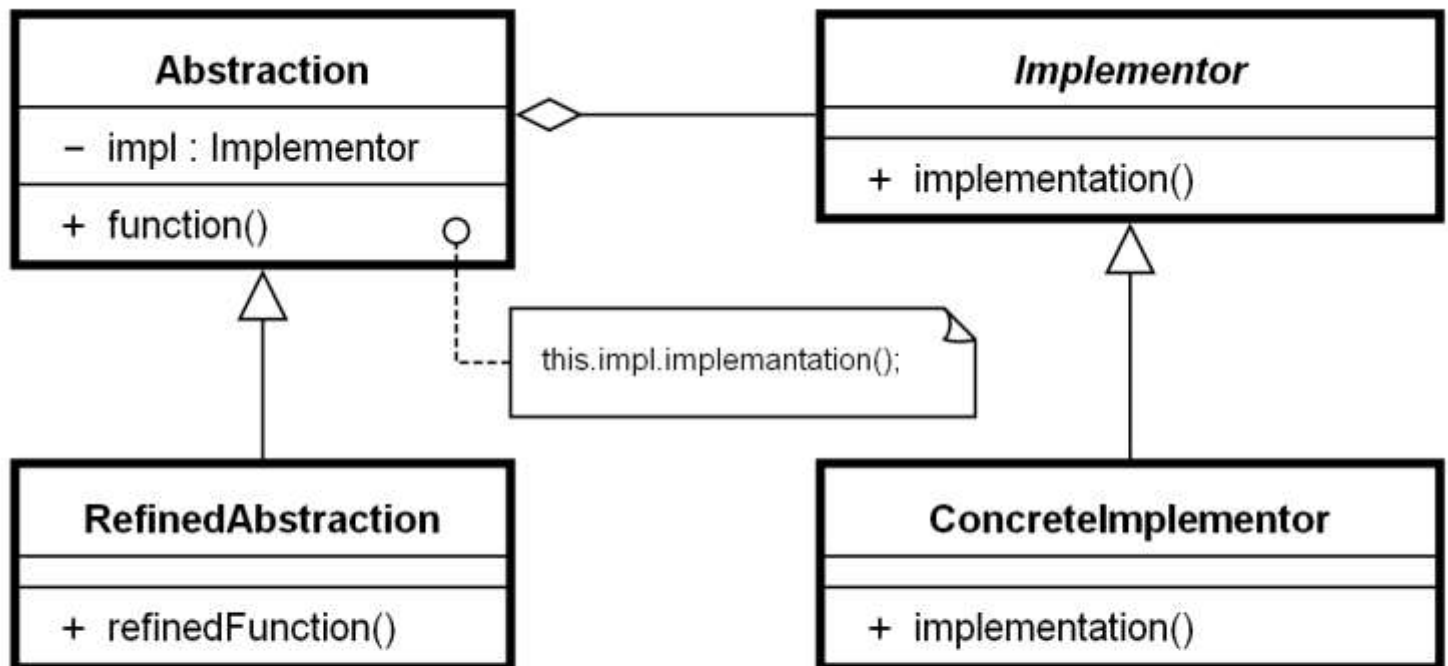 Abstraction
– impl : Implementor
+ function()
Implementor
+ implementation()
this.impl.implemantation();
RefinedAbstraction
+ refinedFunction()
ConcreteImplementor
+ implementation()